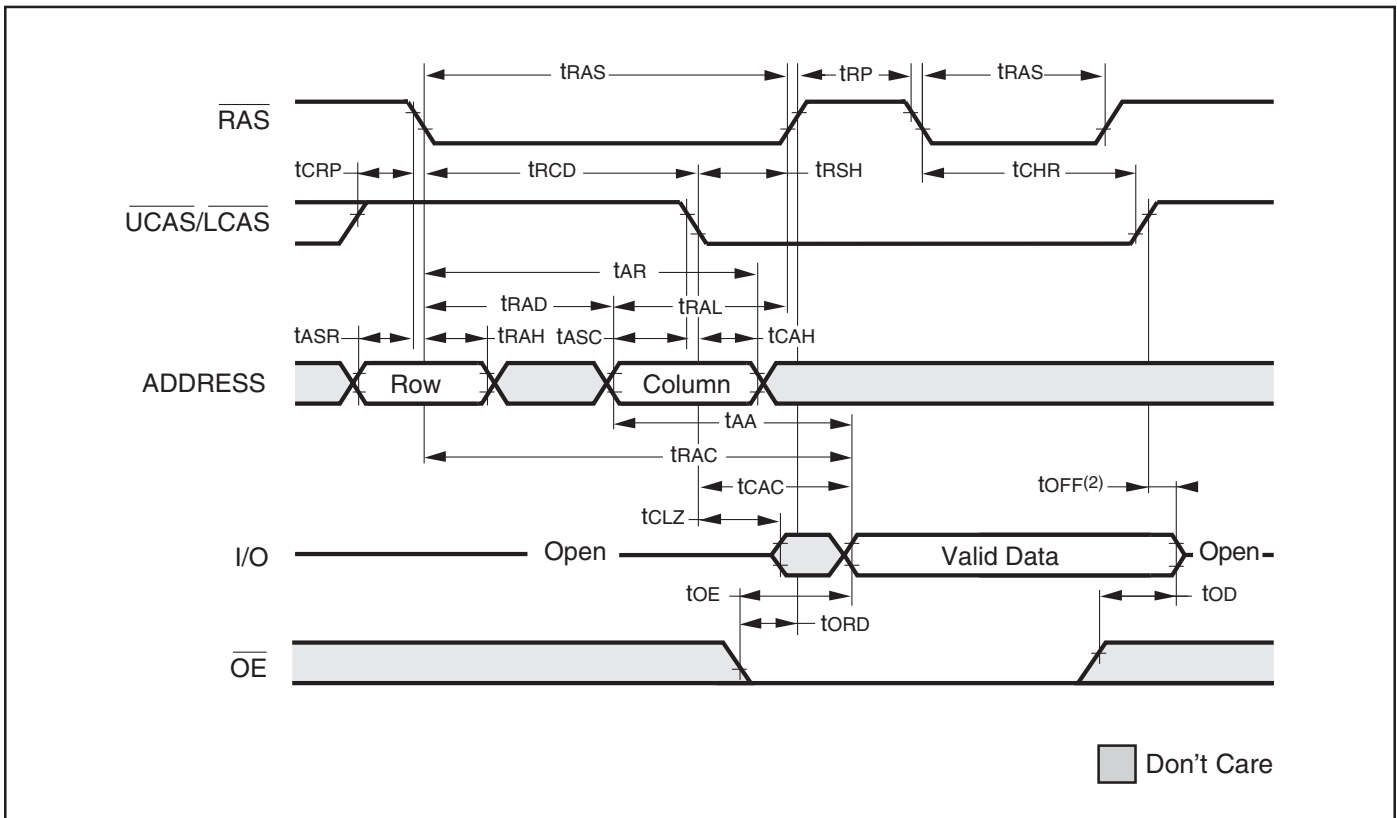 tRAS tRP tRAS
RAS
tCRP tRCD tRSH tCHR
UCAS/LCAS
tAR
tRAD tRAL
tASR tRAH tASC tCAH
ADDRESS Row Column
tAA
tRAC
tCAC tOFF(2)
tCLZ
I/O Open Valid Data Open
tOE tOD
tORD
OE
Don't Care